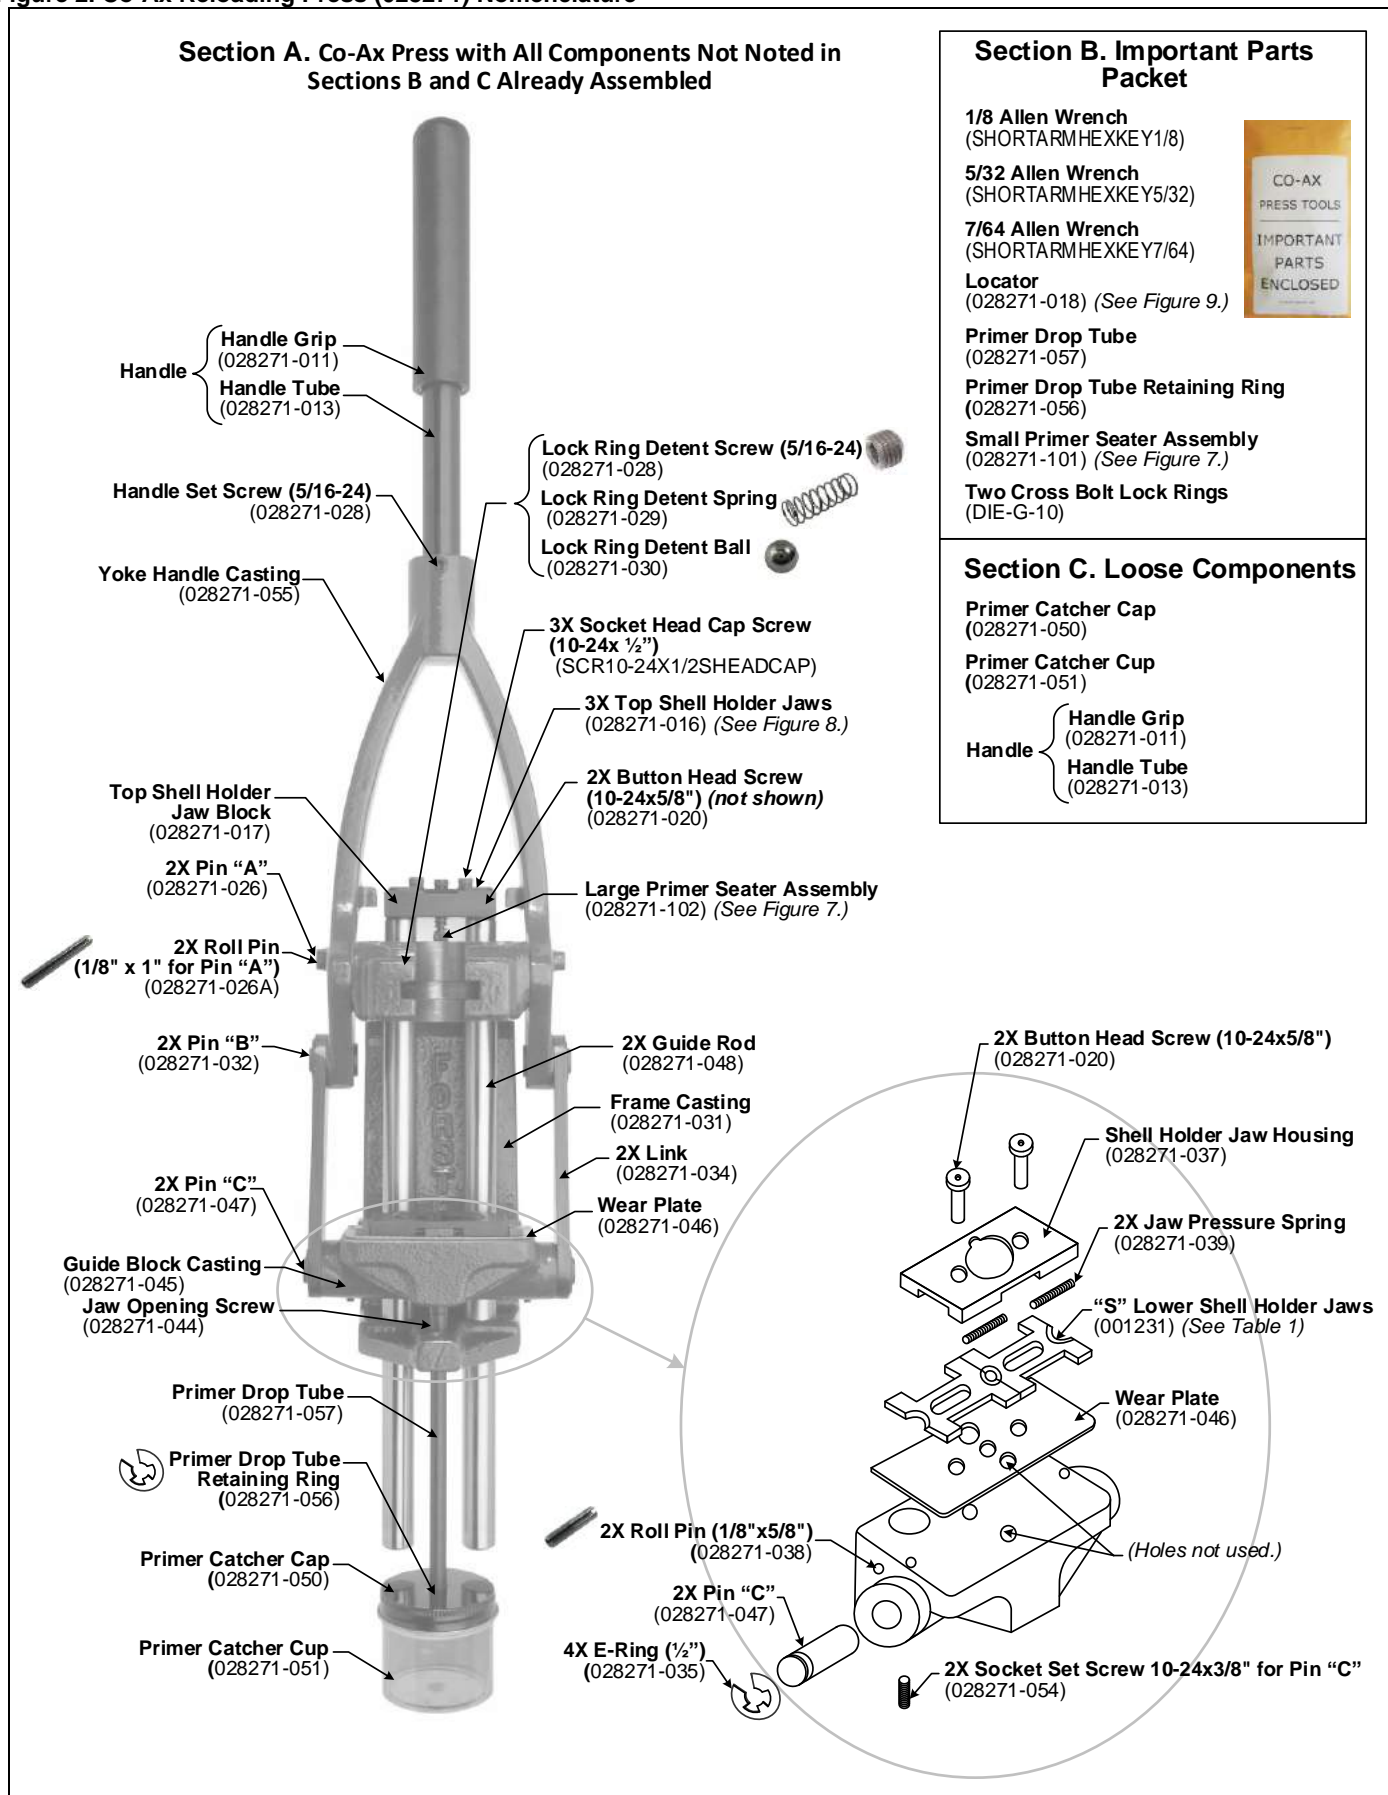 Figure 2. Co-Ax Reloading Press (028271) Nomenclature
Section A. Co-Ax Press with All Components Not Noted in
Sections B and C Already Assembled
Handle
Handle Grip
(028271-011)
Handle Tube
(028271-013)
Handle Set Screw (5/16-24)
(028271-028)
Yoke Handle Casting
(028271-055)
Lock Ring Detent Screw (5/16-24)
(028271-028)
Lock Ring Detent Spring
(028271-029)
Lock Ring Detent Ball
(028271-030)
3X Socket Head Cap Screw
(10-24x ½”)
(SCR10-24X1/2SHEADCAP)
3X Top Shell Holder Jaws
(028271-016) (See Figure 8.)
2X Button Head Screw
(10-24x5/8") (not shown)
(028271-020)
Top Shell Holder
Jaw Block
(028271-017)
2X Pin “A”
(028271-026)
Large Primer Seater Assembly
(028271-102) (See Figure 7.)
2X Roll Pin
(1/8" x 1" for Pin “A”)
(028271-026A)
2X Pin “B”
(028271-032)
2X Guide Rod
(028271-048)
Frame Casting
(028271-031)
2X Link
(028271-034)
2X Pin “C”
(028271-047)
Wear Plate
(028271-046)
Guide Block Casting
(028271-045)
Jaw Opening Screw
(028271-044)
Primer Drop Tube
(028271-057)
Primer Drop Tube
Retaining Ring
(028271-056)
Primer Catcher Cap
(028271-050)
Primer Catcher Cup
(028271-051)
Section B. Important Parts
Packet
1/8 Allen Wrench
(SHORTARMHEXKEY1/8)
5/32 Allen Wrench
(SHORTARMHEXKEY5/32)
7/64 Allen Wrench
(SHORTARMHEXKEY7/64)
Locator
(028271-018) (See Figure 9.)
Primer Drop Tube
(028271-057)
Primer Drop Tube Retaining Ring
(028271-056)
Small Primer Seater Assembly
(028271-101) (See Figure 7.)
Two Cross Bolt Lock Rings
(DIE-G-10)
CO-AX
PRESS TOOLS
IMPORTANT
PARTS
ENCLOSED
Section C. Loose Components
Primer Catcher Cap
(028271-050)
Primer Catcher Cup
(028271-051)
Handle
Handle Grip
(028271-011)
Handle Tube
(028271-013)
2X Button Head Screw (10-24x5/8")
(028271-020)
Shell Holder Jaw Housing
(028271-037)
2X Jaw Pressure Spring
(028271-039)
“S” Lower Shell Holder Jaws
(001231) (See Table 1)
Wear Plate
(028271-046)
2X Roll Pin (1/8"x5/8")
(028271-038)
(Holes not used.)
2X Pin “C”
(028271-047)
4X E-Ring (½”)
(028271-035)
2X Socket Set Screw 10-24x3/8" for Pin “C”
(028271-054)